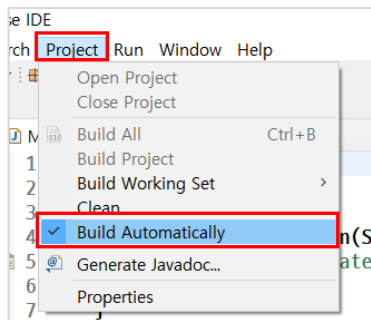 se IDE
rch Project Run Window Help
Open Project
Close Project
Build All Ctrl+B
Build Project
Build Working Set >
Clean...
Build Automatically
Generate Javadoc...
Properties
1
2
3
4 n(S
5 ate
6
7